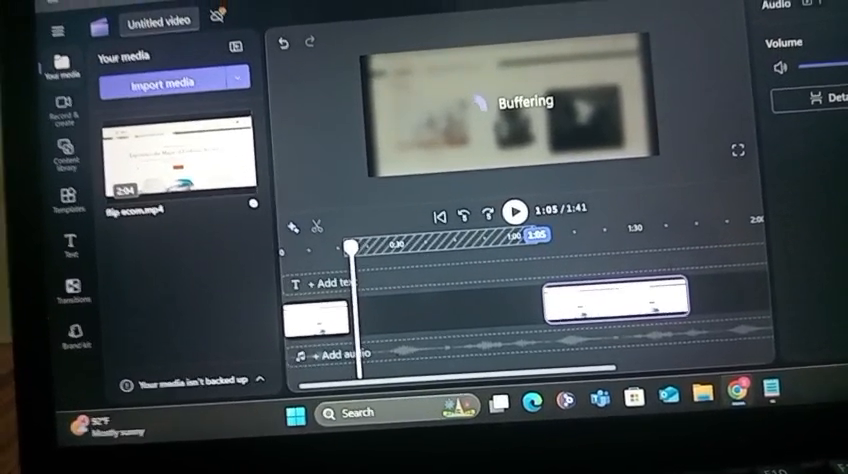 Untitled video
Audio
Your media
Import media
Volume
Your media
Record & create
Content library
Templates
Text
Transitions
Brand kit
2:04
flip ecom.mp4
Buffering
Deta
1:05 / 1:41
0
0:30
1:00
1:05
1:30
2:00
T + Add text
+ Add audio
Your media isn't backed up
92°F
Mostly sunny
Search